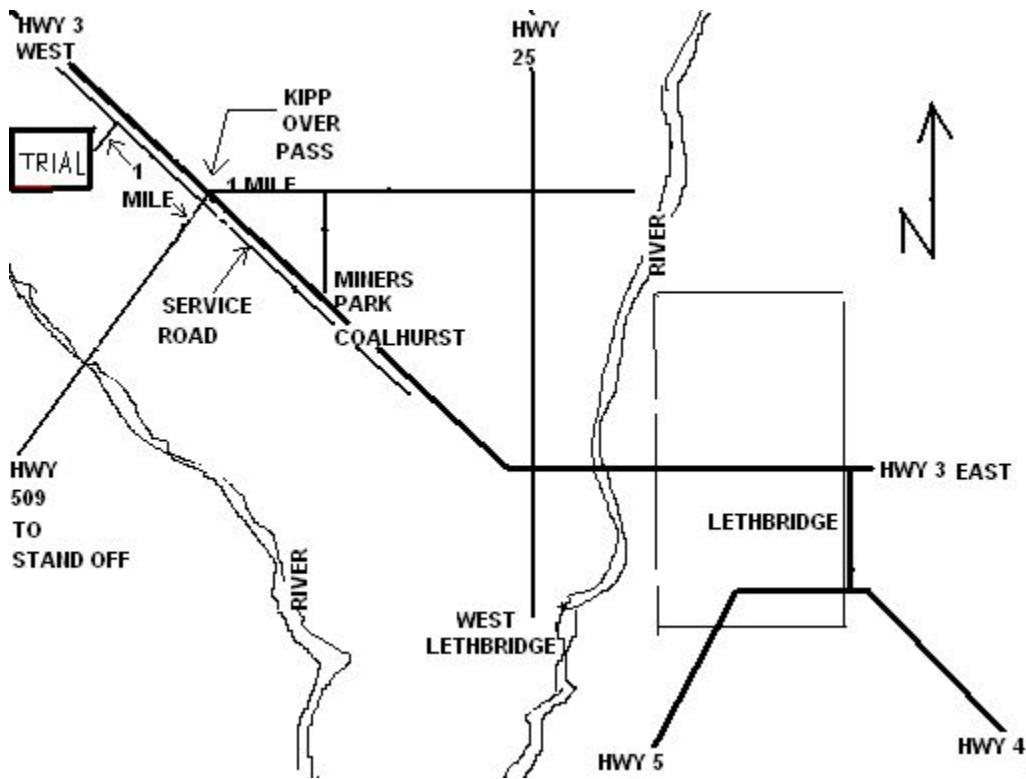 HWY 3
WEST
HWY
25
KIPP
OVER
PASS
TRIAL
1
MILE
1 MILE
N
RIVER
MINERS
PARK
SERVICE
ROAD
COALHURST
HWY
509
TO
STAND OFF
HWY 3 EAST
LETHBRIDGE
RIVER
WEST
LETHBRIDGE
HWY 5
HWY 4